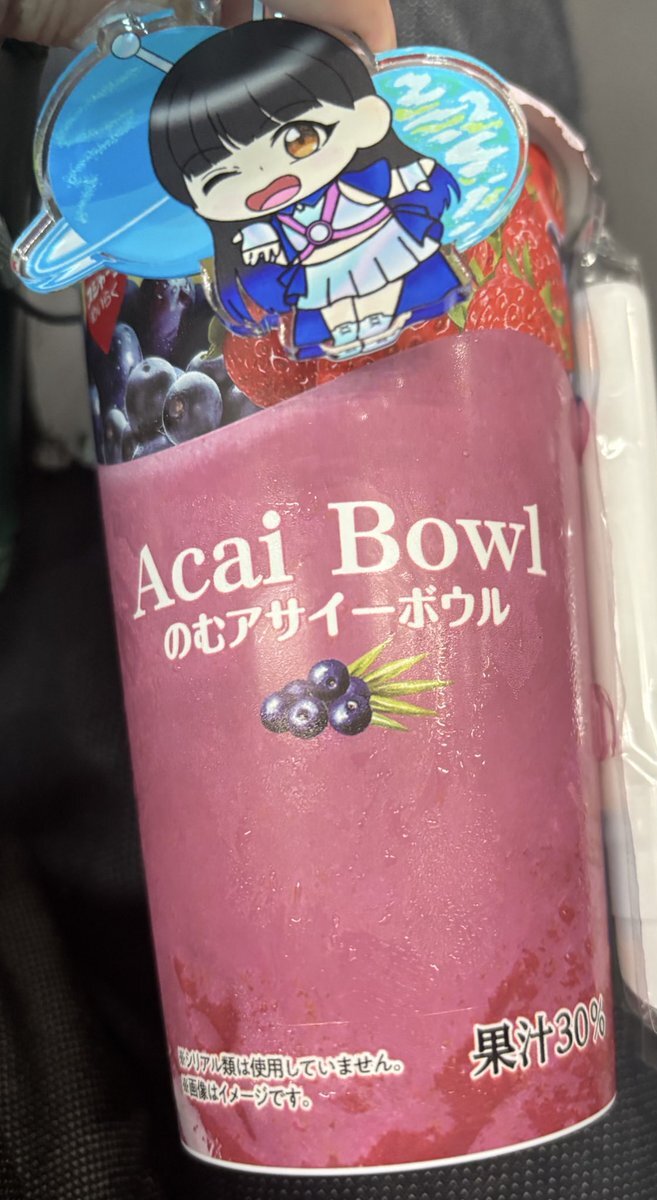 Acai Bowl
のむアサイーボウル
果汁30%
※シリアル類は使用していません。
※画像はイメージです。